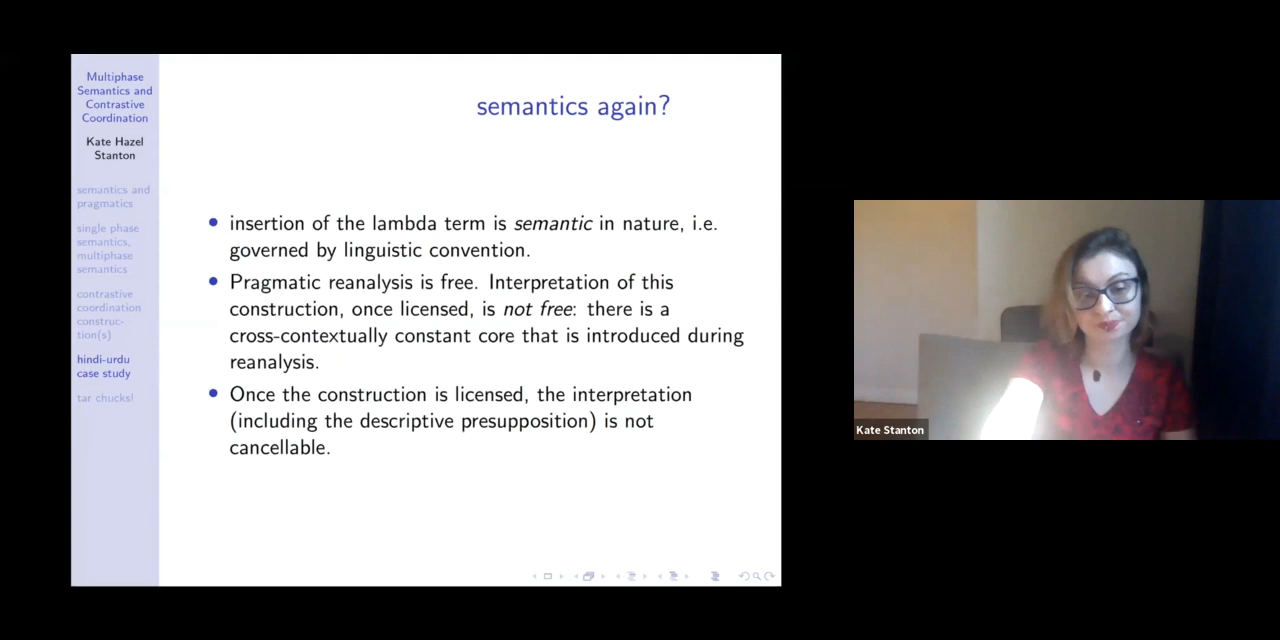 Multiphase
Semantics and
Contrastive
Coordination
Kate Hazel
Stanton
semantics and
pragmatics
single phase
semantics,
multiphase
semantics
contrastive
coordination
construc-
tion(s)
hindi-urdu
case study
tar chucks!
semantics again?
insertion of the lambda term is semantic in nature, i.e.
governed by linguistic convention.
Pragmatic reanalysis is free. Interpretation of this
construction, once licensed, is not free: there is a
cross-contextually constant core that is introduced during
reanalysis.
Once the construction is licensed, the interpretation
(including the descriptive presupposition) is not
cancellable.
Kate Stanton